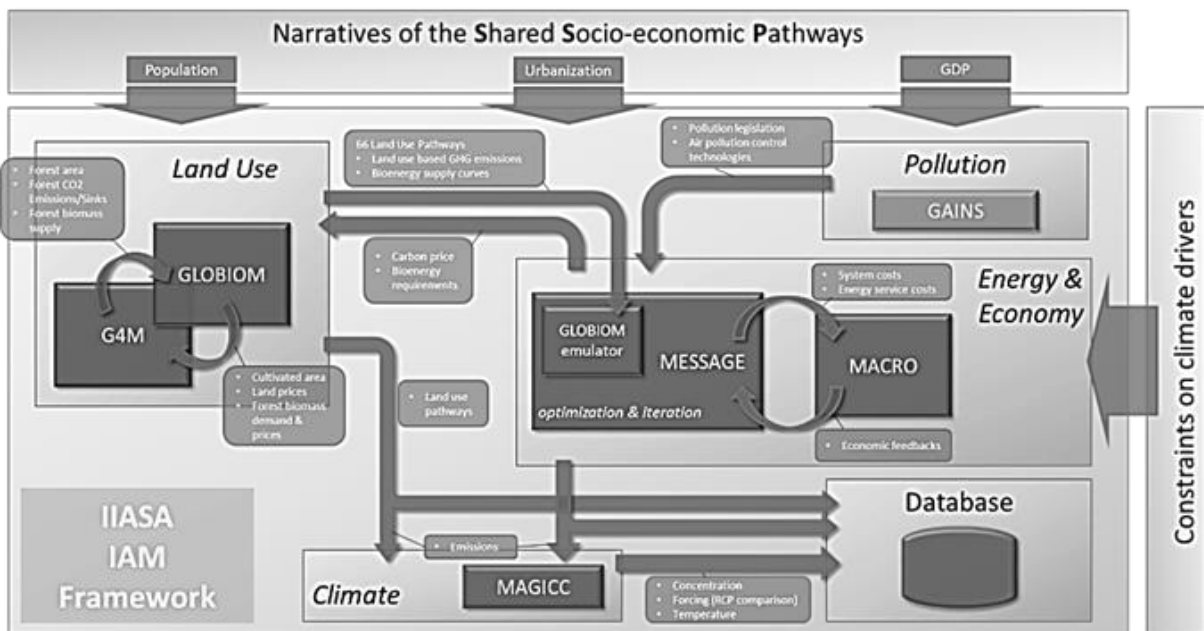 Narratives of the Shared Socio-economic Pathways
Population
Urbanization
GDP
Land Use
• Forest area
• Forest CO2
Emissions/Sinks
• Forest biomass
supply
GLOBIOM
G4M
• Cultivated area
• Land prices
• Forest biomass
demand &
prices
66 Land Use Pathways
• Land use based GHG emissions
• Bioenergy supply curves
• Carbon price
• Bioenergy
requirements
• Pollution legislation
• Air pollution control
technologies
Pollution
GAINS
Energy &
Economy
• System costs
• Energy service costs
GLOBIOM
emulator
MESSAGE
optimization & iteration
MACRO
• Economic feedbacks
• Land use
pathways
Constraints on climate drivers
IIASA
IAM
Framework
• Emissions
Climate
MAGICC
• Concentration
• Forcing (RCP comparison)
• Temperature
Database